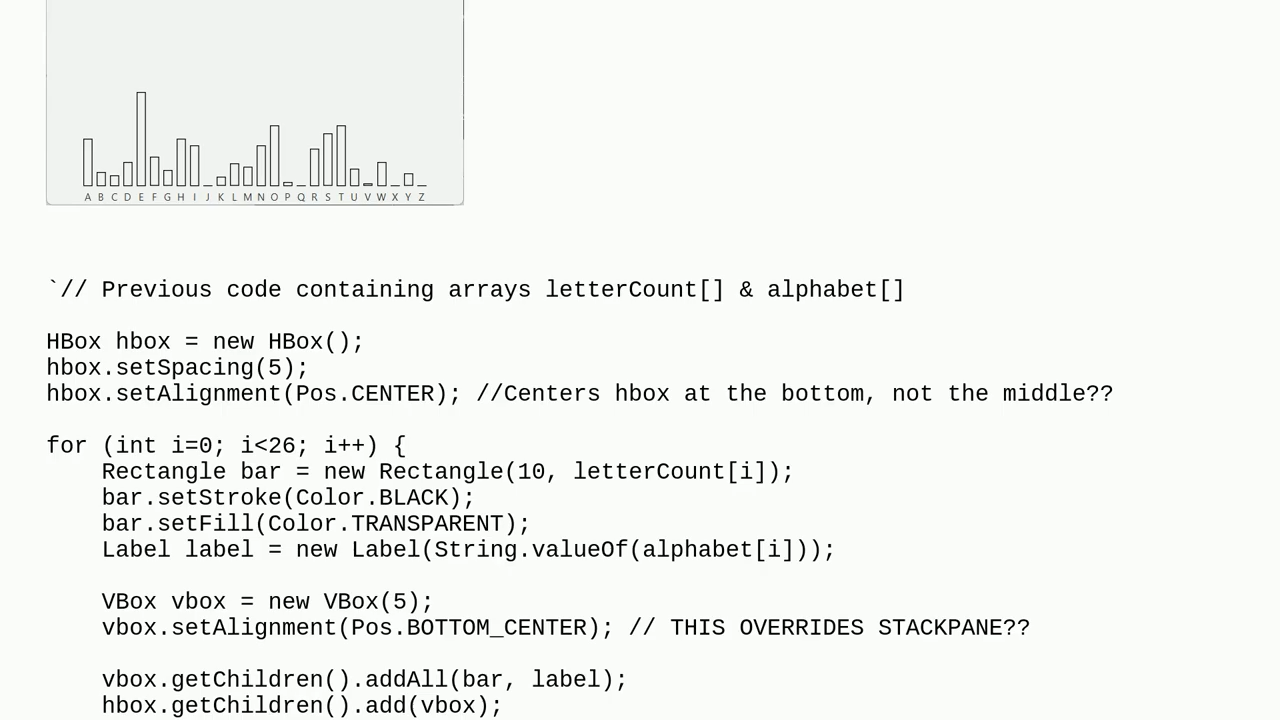 A B C D E F G H I J K L M N O P Q R S T U V W X Y Z
`// Previous code containing arrays letterCount[] & alphabet[]
HBox hbox = new HBox();
hbox.setSpacing(5);
hbox.setAlignment(Pos.CENTER); //Centers hbox at the bottom, not the middle??
for (int i=0; i<26; i++) {
    Rectangle bar = new Rectangle(10, letterCount[i]);
    bar.setStroke(Color.BLACK);
    bar.setFill(Color.TRANSPARENT);
    Label label = new Label(String.valueOf(alphabet[i]));
    VBox vbox = new VBox(5);
    vbox.setAlignment(Pos.BOTTOM_CENTER); // THIS OVERRIDES STACKPANE??
    vbox.getChildren().addAll(bar, label);
    hbox.getChildren().add(vbox);